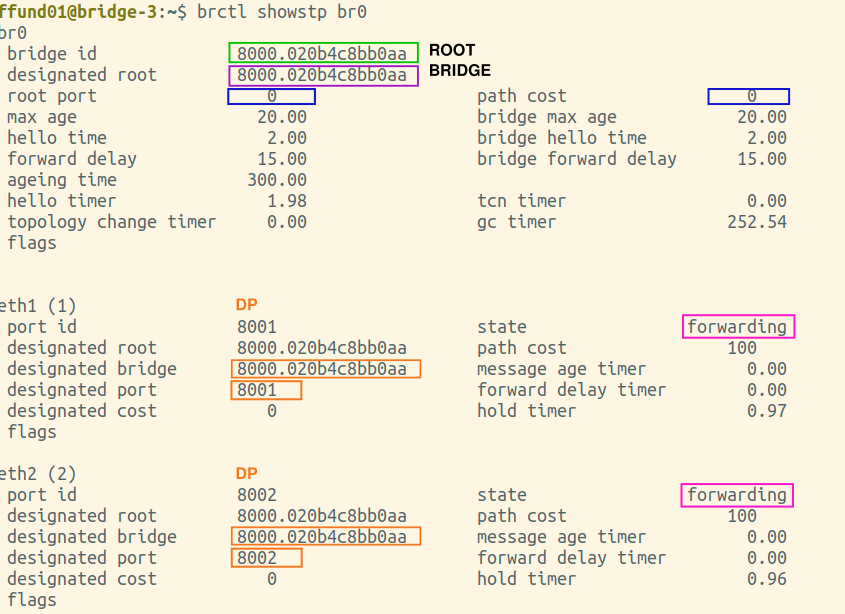 ffund01@bridge-3:~$ brctl showstp br0
br0
bridge id 8000.020b4c8bb0aa ROOT
designated root 8000.020b4c8bb0aa BRIDGE
root port 0 path cost 0
max age 20.00 bridge max age 20.00
hello time 2.00 bridge hello time 2.00
forward delay 15.00 bridge forward delay 15.00
ageing time 300.00
hello timer 1.98 tcn timer 0.00
topology change timer 0.00 gc timer 252.54
flags
eth1 (1) DP
port id 8001 state forwarding
designated root 8000.020b4c8bb0aa path cost 100
designated bridge 8000.020b4c8bb0aa message age timer 0.00
designated port 8001 forward delay timer 0.00
designated cost 0 hold timer 0.97
flags
eth2 (2) DP
port id 8002 state forwarding
designated root 8000.020b4c8bb0aa path cost 100
designated bridge 8000.020b4c8bb0aa message age timer 0.00
designated port 8002 forward delay timer 0.00
designated cost 0 hold timer 0.96
flags